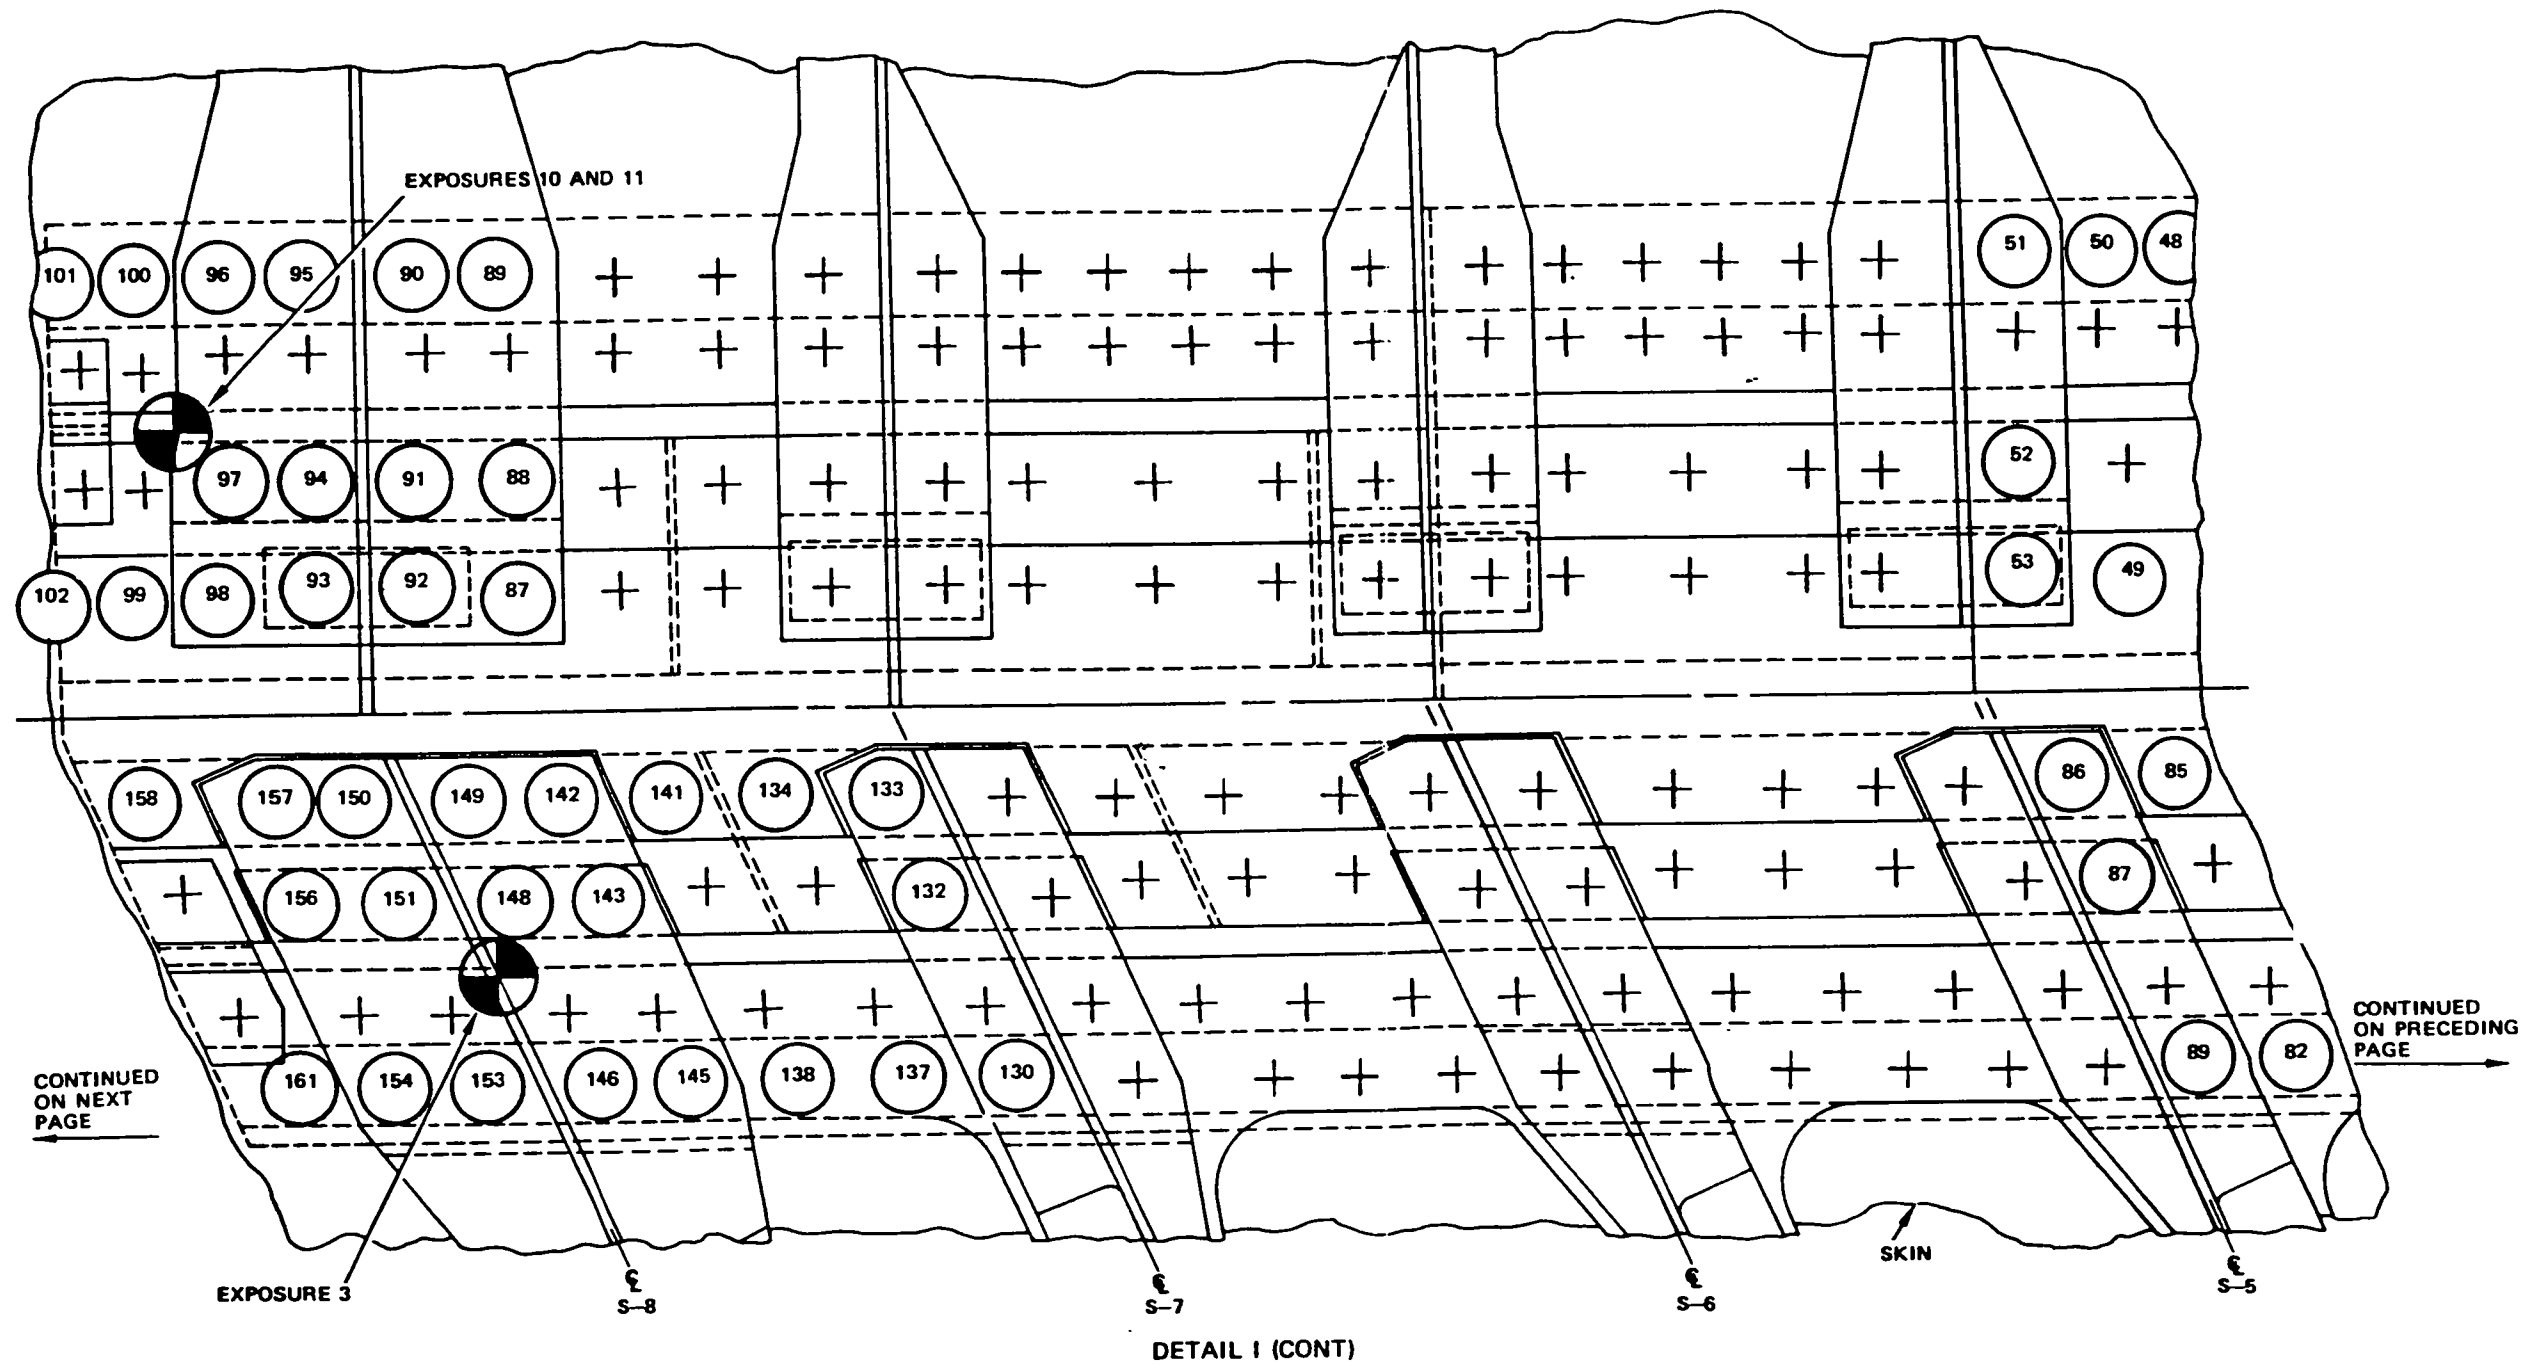 EXPOSURES 10 AND 11
101 100 96 95 90 89 51 50 48
97 94 91 88 52
102 99 98 93 92 87 53 49
158 157 150 149 142 141 134 133 86 85
156 151 148 143 132 87
161 154 153 146 145 138 137 130 89 82
CONTINUED
ON PRECEDING
PAGE
CONTINUED
ON NEXT
PAGE
SKIN
EXPOSURE 3
℄
S–8
℄
S–7
℄
S–6
℄
S–5
DETAIL I (CONT)